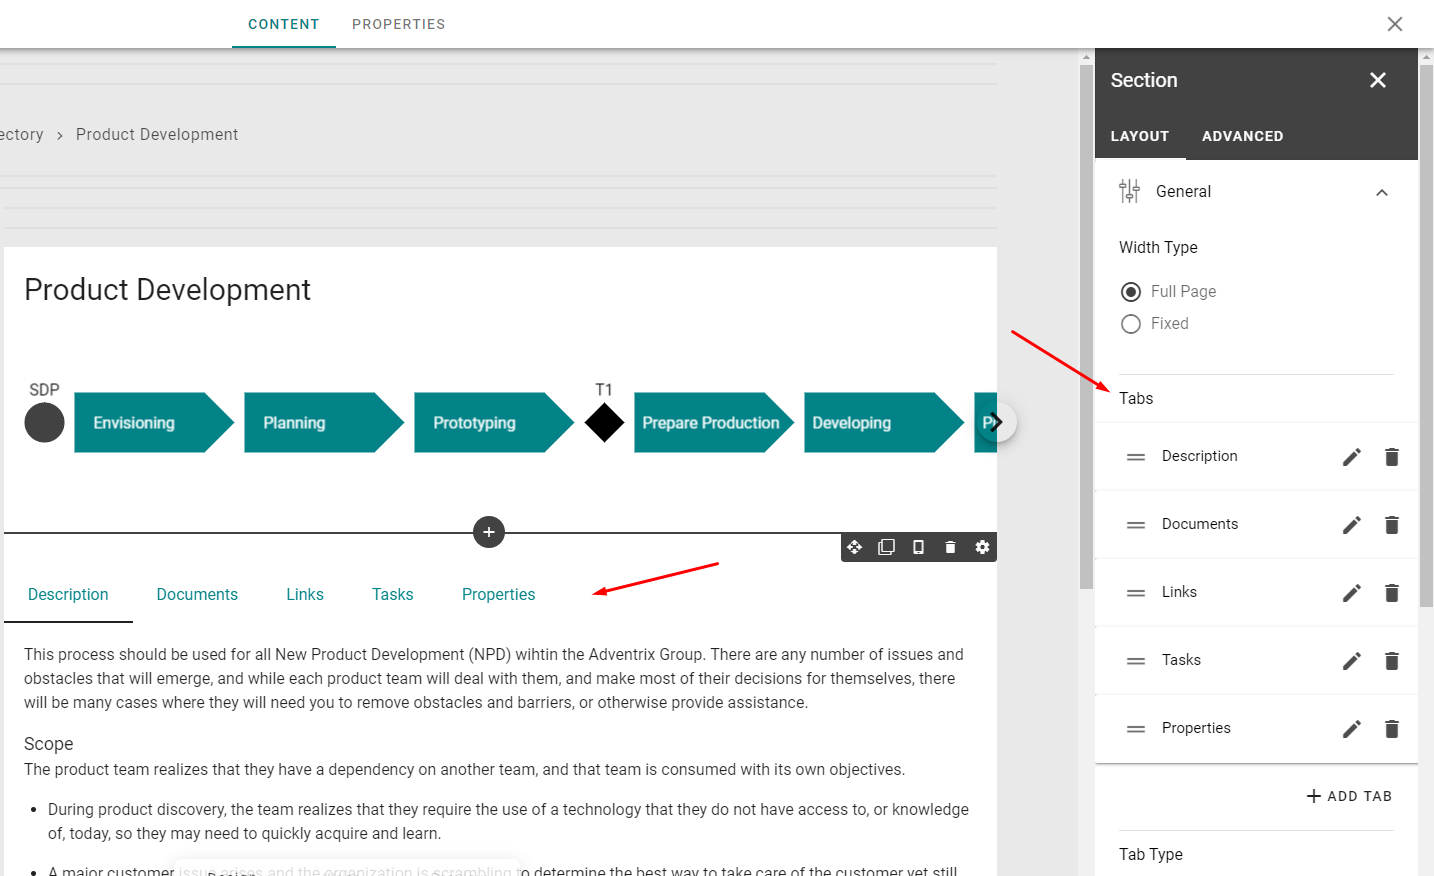 CONTENT PROPERTIES
ectory > Product Development
Product Development
SDP
Envisioning
Planning
Prototyping
T1
Prepare Production
Developing
Description Documents Links Tasks Properties
This process should be used for all New Product Development (NPD) wihtin the Adventrix Group. There are any number of issues and
obstacles that will emerge, and while each product team will deal with them, and make most of their decisions for themselves, there
will be many cases where they will need you to remove obstacles and barriers, or otherwise provide assistance.
Scope
The product team realizes that they have a dependency on another team, and that team is consumed with its own objectives.
• During product discovery, the team realizes that they require the use of a technology that they do not have access to, or knowledge
of, today, so they may need to quickly acquire and learn.
• A major customer issue arises and the organization is scrambling to determine the best way to take care of the customer yet still
Section
LAYOUT ADVANCED
General
Width Type
Full Page
Fixed
Tabs
Description
Documents
Links
Tasks
Properties
+ ADD TAB
Tab Type